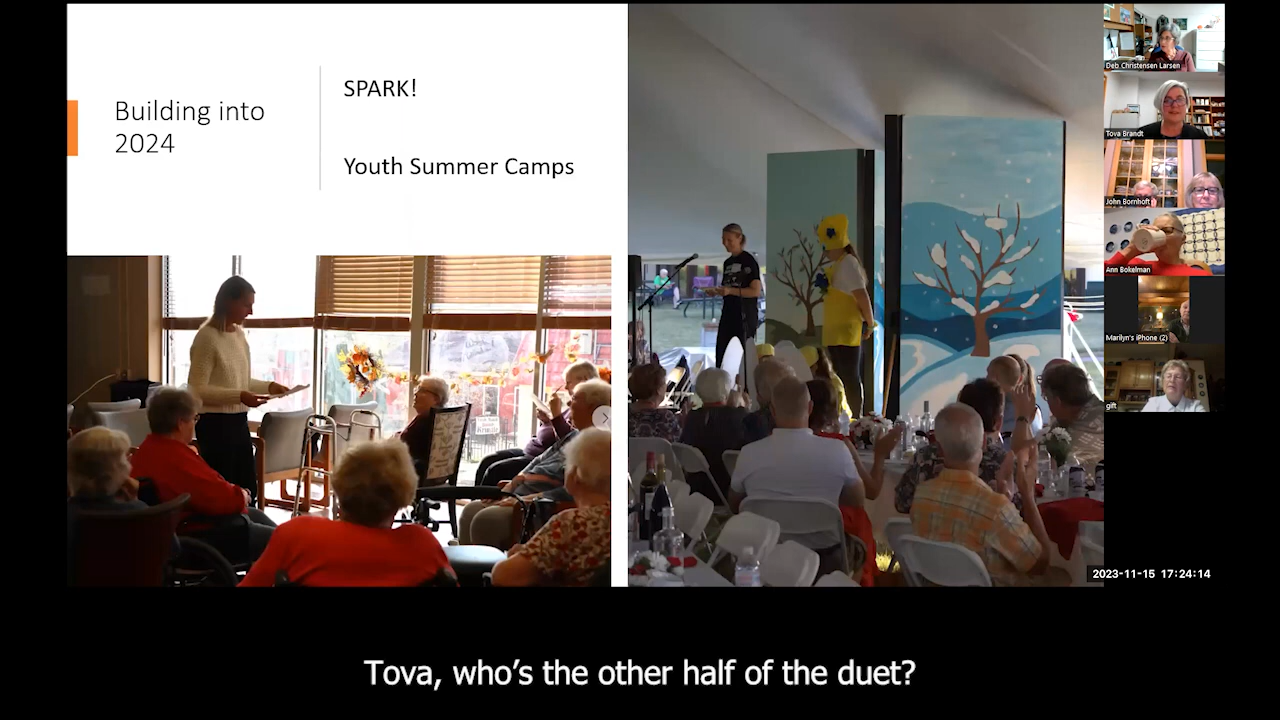 Building into
2024
SPARK!
Youth Summer Camps
Deb Christensen Larsen
Tova Brandt
John Bornhoft
Ann Bokelman
Marilyn's iPhone (2)
gift
2023-11-15 17:24:14
Tova, who's the other half of the duet?